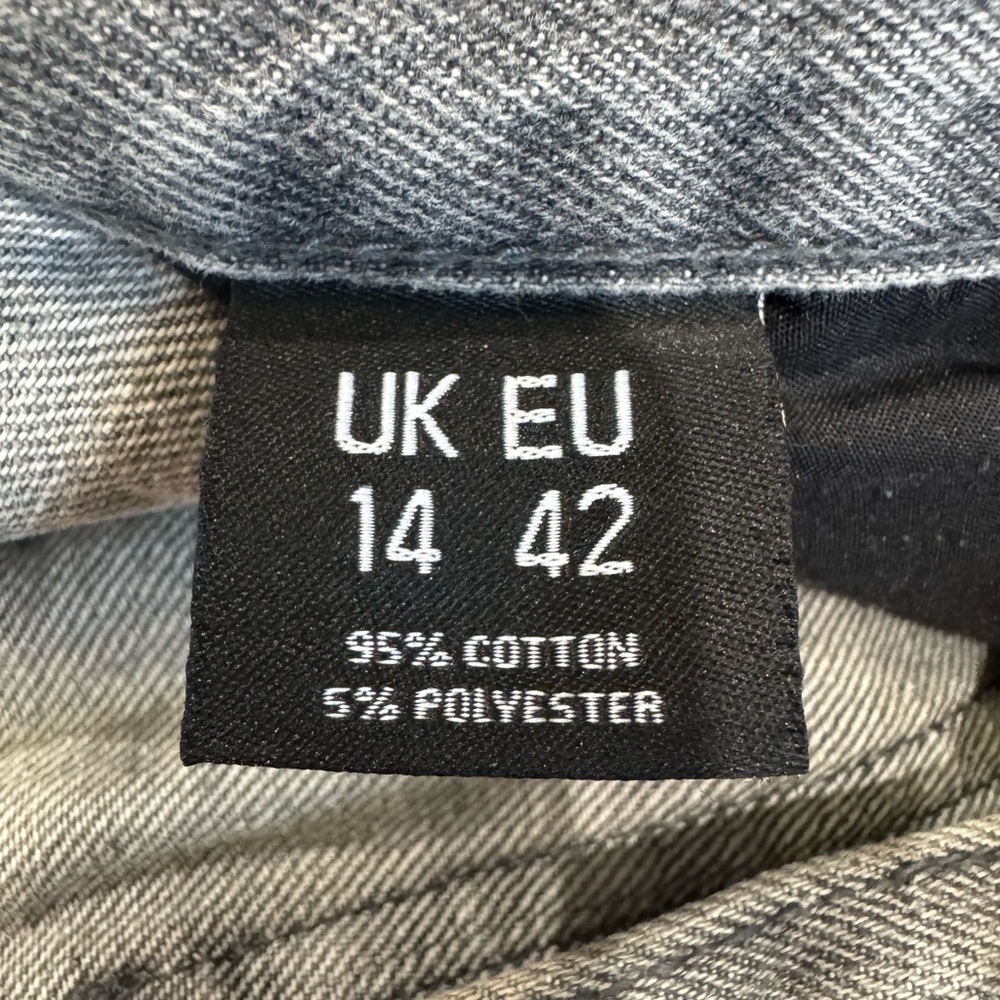 UK EU
14 42
95% COTTON
5% POLYESTER